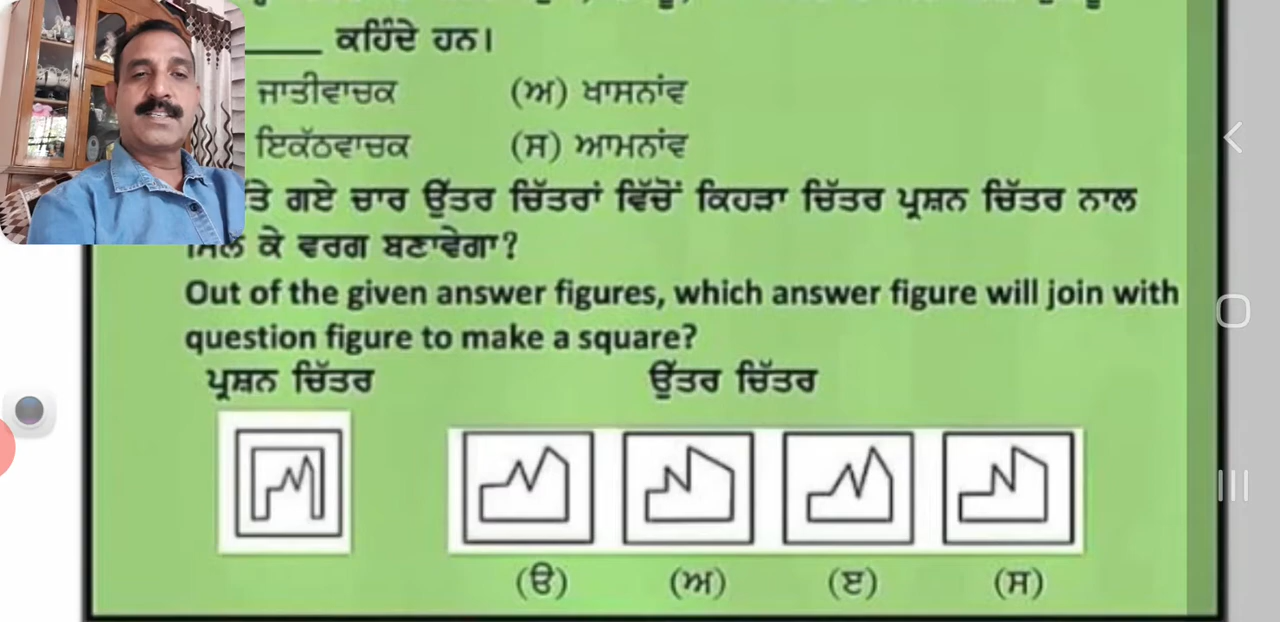 ਕਹਿੰਦੇ ਹਨ।
ਜਾਤੀਵਾਚਕ (ਅ) ਖਾਸਨਾਂਵ
ਇਕੱਠਵਾਚਕ (ਸ) ਆਮਨਾਂਵ
ਗਏ ਚਾਰ ਉੱਤਰ ਚਿੱਤਰਾਂ ਵਿੱਚੋਂ ਕਿਹੜਾ ਚਿੱਤਰ ਪ੍ਰਸ਼ਨ ਚਿੱਤਰ ਨਾਲ
ਮਿਲ ਕੇ ਵਰਗ ਬਣਾਵੇਗਾ?
Out of the given answer figures, which answer figure will join with
question figure to make a square?
ਪ੍ਰਸ਼ਨ ਚਿੱਤਰ ਉੱਤਰ ਚਿੱਤਰ
(ੳ) (ਅ) (ੲ) (ਸ)